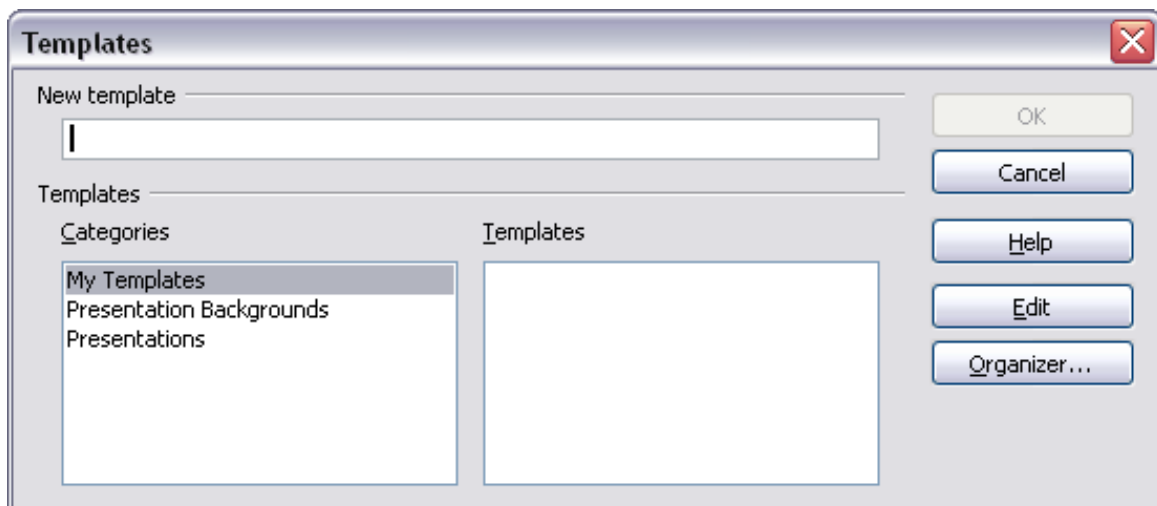 Templates
New template
OK
Cancel
Templates
Categories
Templates
Help
My Templates
Presentation Backgrounds
Presentations
Edit
Organizer...